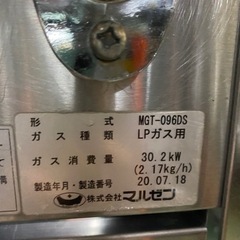 形式 MGT-096DS
ガス種類 LPガス用
ガス消費量 30.2kW
(2.17kg/h)
製造年月・製造番号 20.07.18
株式会社マルゼン